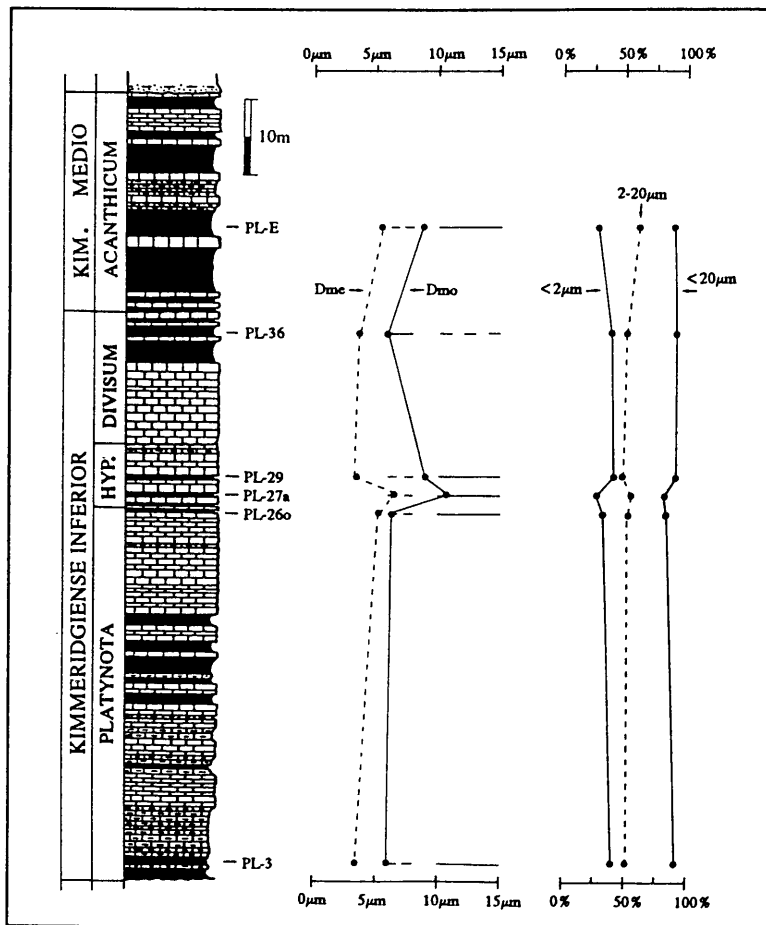 0μm 5μm 10μm 15μm
0% 50% 100%
10m
KIM. MEDIO
ACANTHICUM
2-20μm
PL-E
Dme
Dmo
<2μm
<20μm
PL-36
DIVISUM
HYP.
PL-29
PL-27a
PL-26o
KIMMERIDGIENSE INFERIOR
PLATYNOTA
PL-3
0μm 5μm 10μm 15μm
0% 50% 100%